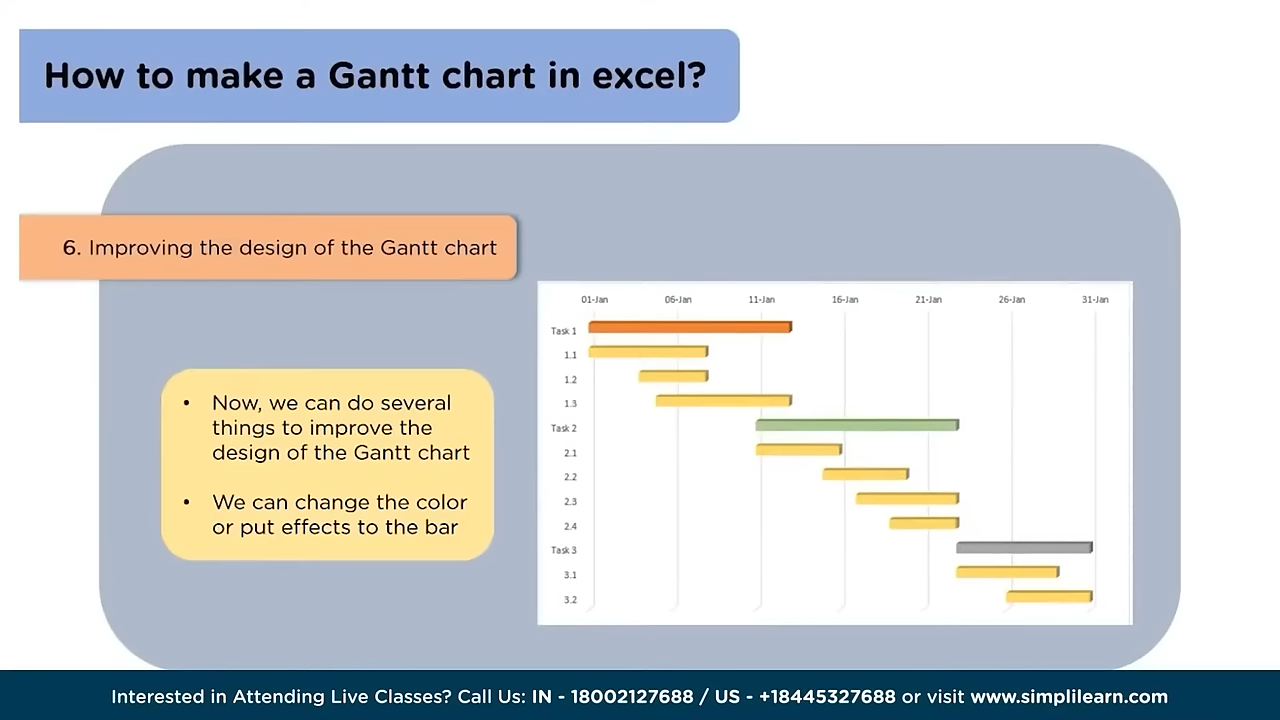 How to make a Gantt chart in excel?
6. Improving the design of the Gantt chart
• Now, we can do several
things to improve the
design of the Gantt chart
• We can change the color
or put effects to the bar
01-Jan 06-Jan 11-Jan 16-Jan 21-Jan 26-Jan 31-Jan
Task 1
1.1
1.2
1.3
Task 2
2.1
2.2
2.3
2.4
Task 3
3.1
3.2
Interested in Attending Live Classes? Call Us: IN - 18002127688 / US - +18445327688 or visit www.simplilearn.com